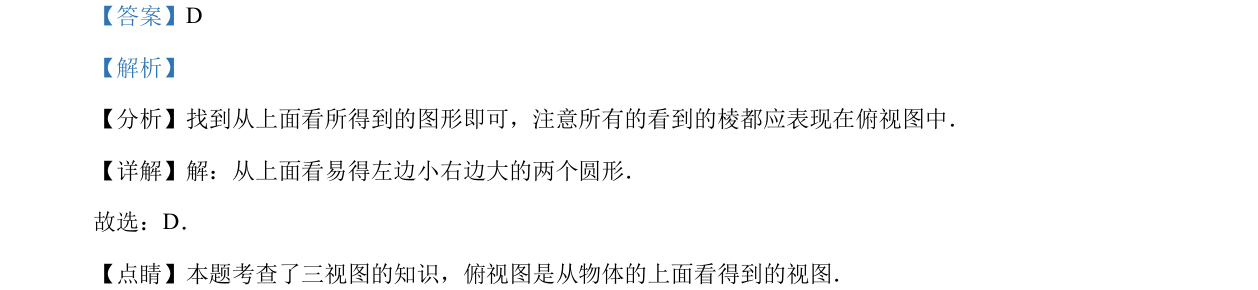 【答案】D
【解析】
【分析】找到从上面看所得到的图形即可，注意所有的看到的棱都应表现在俯视图中．
【详解】解：从上面看易得左边小右边大的两个圆形．
故选：D．
【点睛】本题考查了三视图的知识，俯视图是从物体的上面看得到的视图．